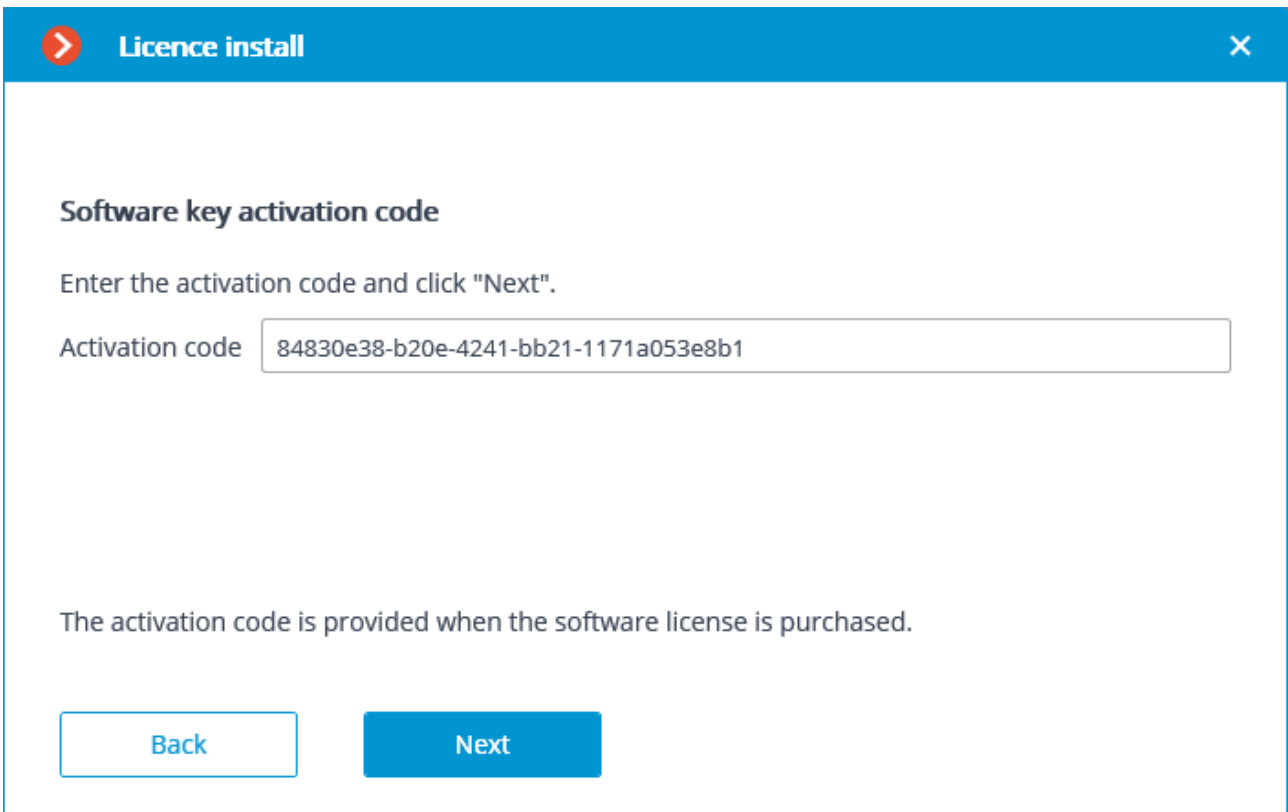 Licence install
Software key activation code
Enter the activation code and click "Next".
Activation code 84830e38-b20e-4241-bb21-1171a053e8b1
The activation code is provided when the software license is purchased.
Back Next